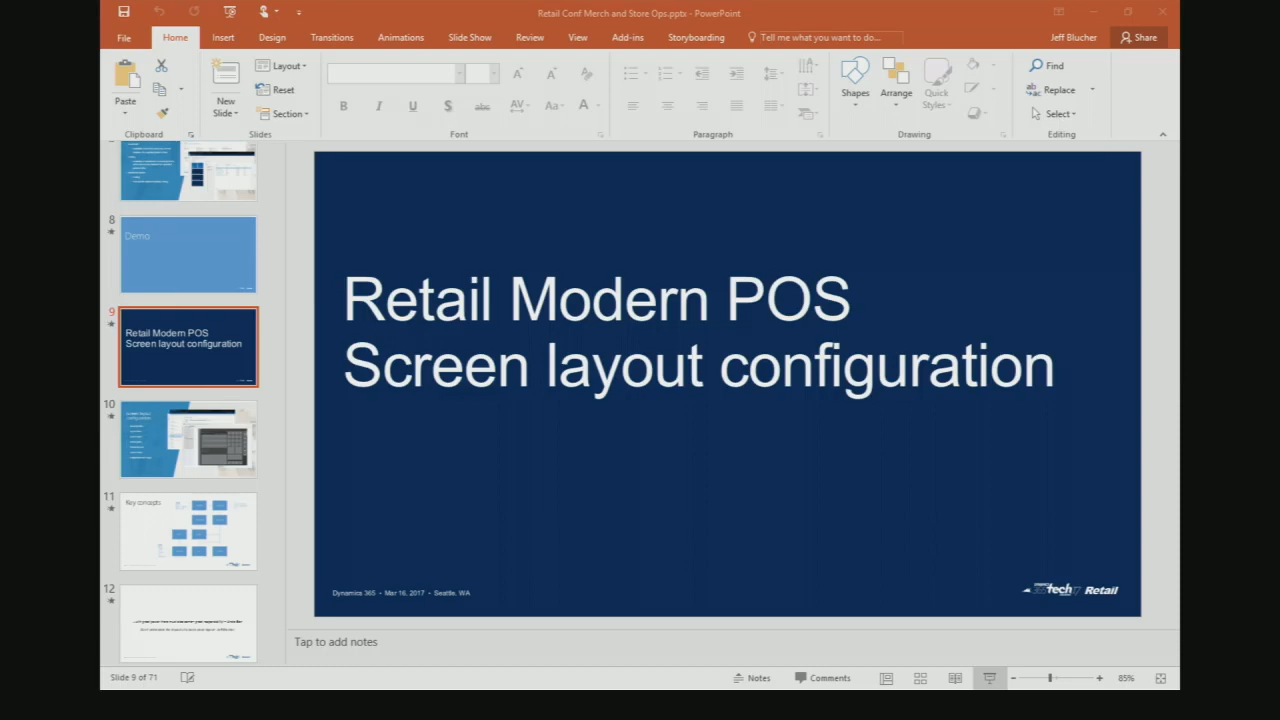 Retail Conf Merch and Store Ops.pptx - PowerPoint
File Home Insert Design Transitions Animations Slide Show Review View Add-ins Storyboarding Tell me what you want to do... Jeff Blucher Share
Paste
Clipboard
New
Slide
Layout
Reset
Section
Slides
B I U S abc AV Aa A
Font
Paragraph
Shapes Arrange Quick
Styles
Drawing
Find
Replace
Select
Editing
8
Demo
9
Retail Modern POS
Screen layout configuration
10
11
Key concepts
12
Retail Modern POS
Screen layout configuration
Dynamics 365 • Mar 16, 2017 • Seattle, WA
Tech Retail
Tap to add notes
Slide 9 of 71 Notes Comments 85%